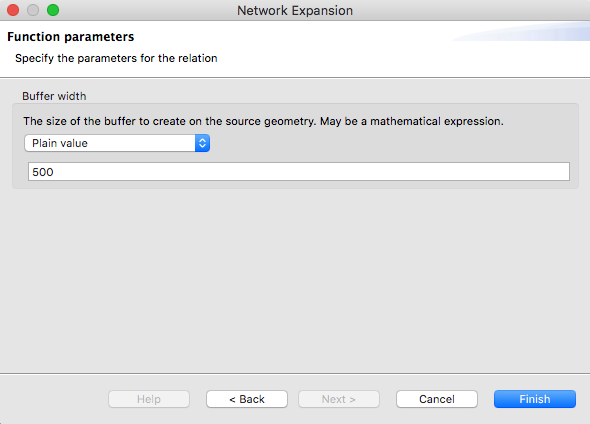 Network Expansion
Function parameters
Specify the parameters for the relation
Buffer width
The size of the buffer to create on the source geometry. May be a mathematical expression.
Plain value
500
Help
< Back
Next >
Cancel
Finish